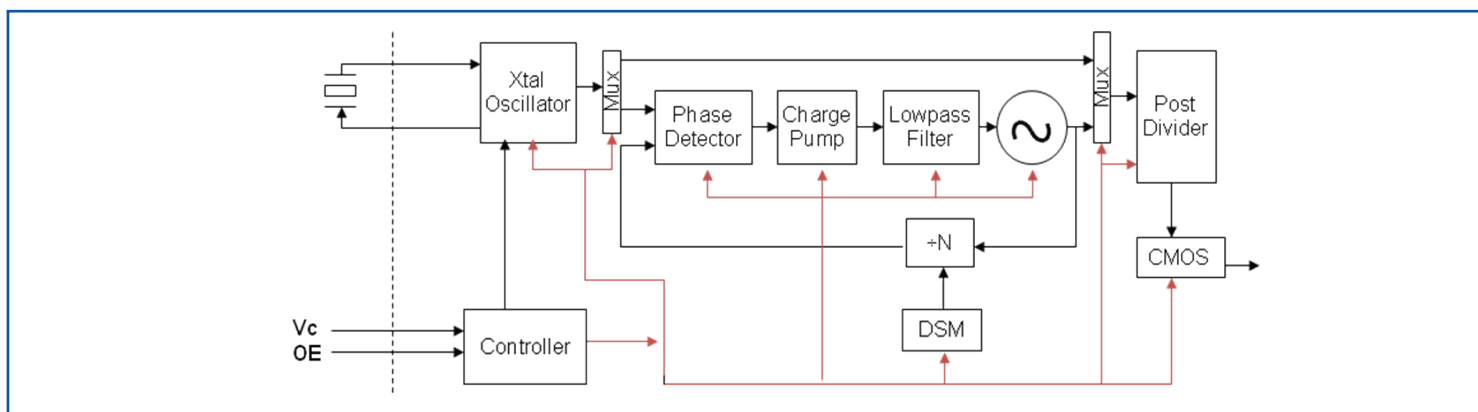 Xtal
Oscillator
Mux
Phase
Detector
Charge
Pump
Lowpass
Filter
Mux
Post
Divider
÷N
CMOS
DSM
Vc
OE
Controller